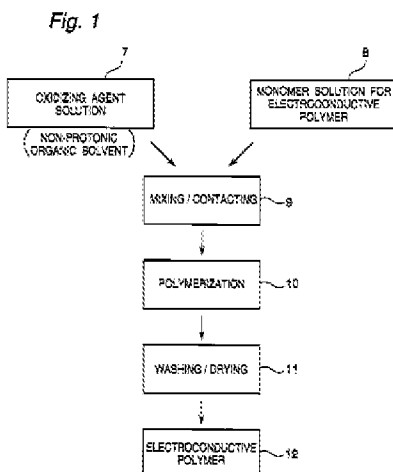 Fig. 1
7
OXIDIZING AGENT
SOLUTION
(NON-PROTONIC
ORGANIC SOLVENT)
8
MONOMER SOLUTION FOR
ELECTROCONDUCTIVE
POLYMER
MIXING / CONTACTING
9
POLYMERIZATION
10
WASHING / DRYING
11
ELECTROCONDUCTIVE
POLYMER
12